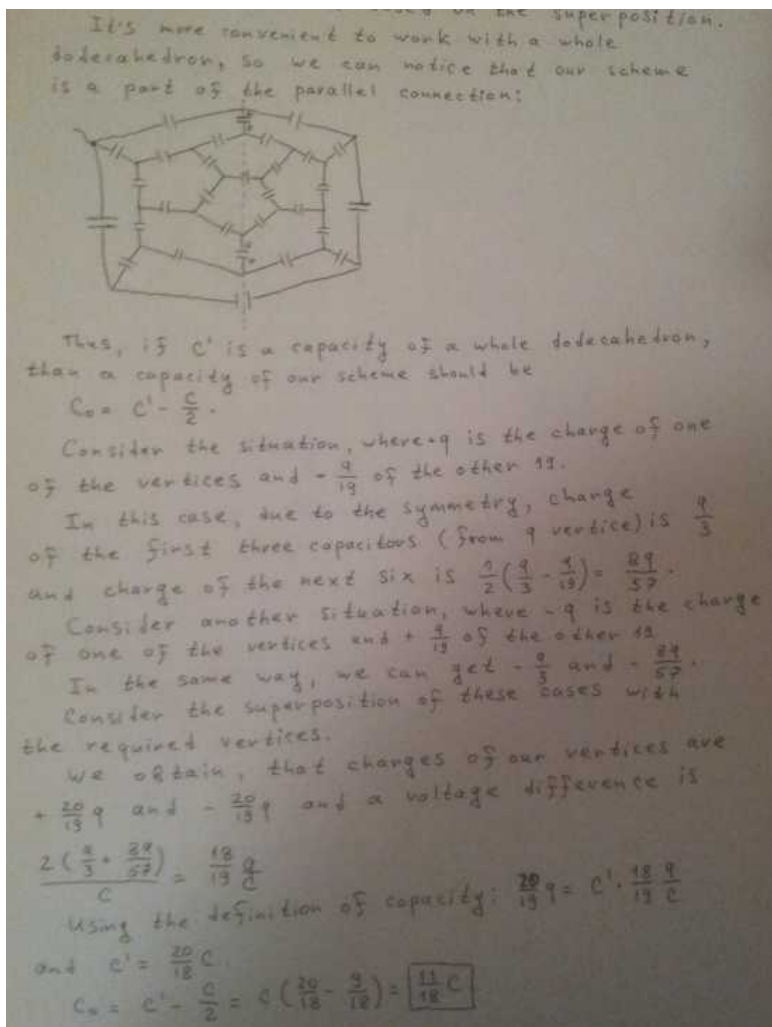 the superposition.
It's more convenient to work with a whole
dodecahedron, so we can notice that our scheme
is a part of the parallel connection:
Thus, if C' is a capacity of a whole dodecahedron,
than a capacity of our scheme should be
C₀ = C' - C/2.
Consider the situation, where +q is the charge of one
of the vertices and - q/19 of the other 19.
In this case, due to the symmetry, charge
of the first three capacitors (from q vertice) is q/3
and charge of the next six is 1/2(q/3 - q/19) = 8q/57.
Consider another situation, where -q is the charge
of one of the vertices and + q/19 of the other 19
In the same way, we can get - q/3 and - 8q/57.
Consider the superposition of these cases with
the required vertices.
We obtain, that charges of our vertices are
+ 20/19 q and - 20/19 q and a voltage difference is
2(q/3 + 8q/57)/C = 18/19 q/C
Using the definition of capacity: 20/19 q = C' · 18/19 q/C
and C' = 20/18 C.
C₀ = C' - C/2 = C(20/18 - 9/18) = 11/18 C